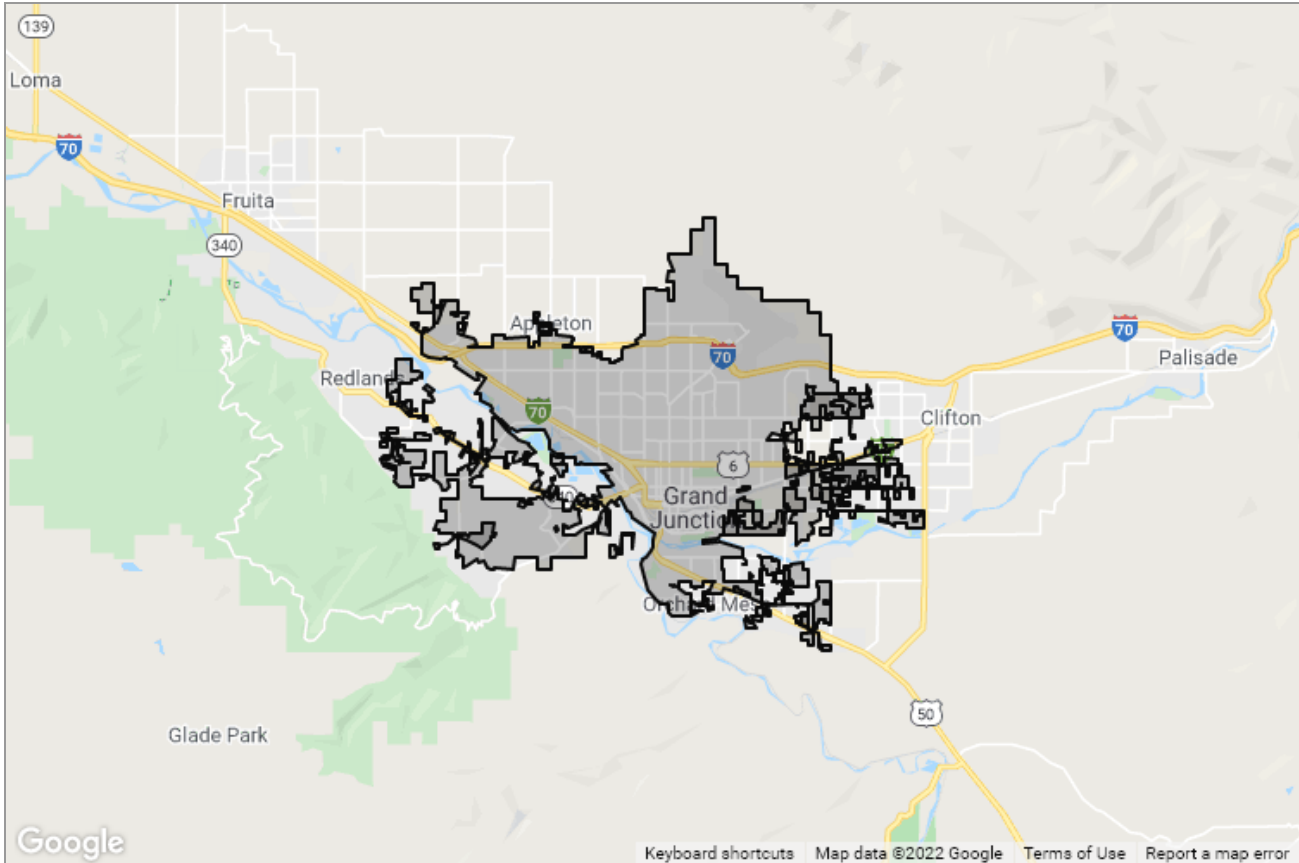 139
Loma
70
Fruita
340
Appleton
70
Palisade
Redlands
70
Clifton
6
340
Grand
Junction
Orchard Mesa
50
Glade Park
Google
Keyboard shortcuts
Map data ©2022 Google
Terms of Use
Report a map error